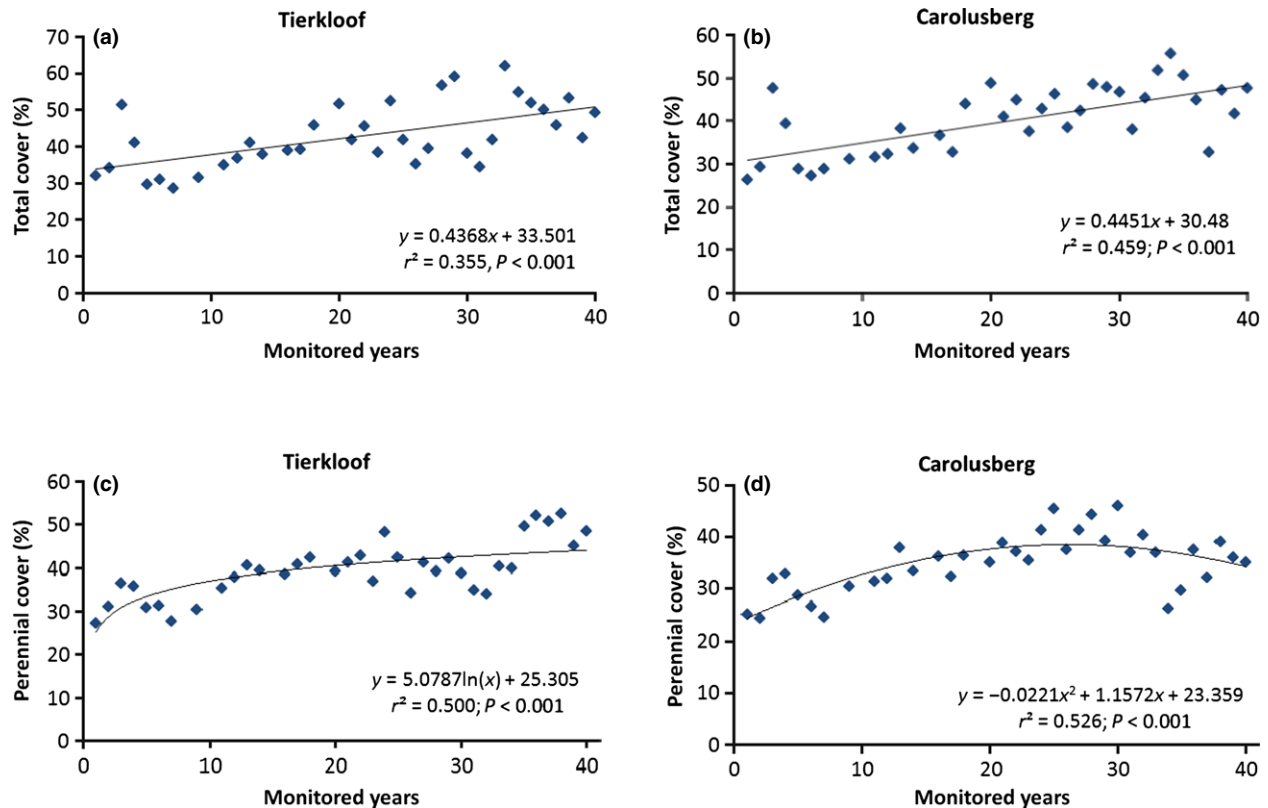 Tierkloof
(a)
70
60
50
40
30
20
10
0
Total cover (%)
y = 0.4368x + 33.501
r² = 0.355, P < 0.001
0 10 20 30 40
Monitored years
Carolusberg
(b)
60
50
40
30
20
10
0
Total cover (%)
y = 0.4451x + 30.48
r² = 0.459; P < 0.001
0 10 20 30 40
Monitored years
Tierkloof
(c)
60
50
40
30
20
10
0
Perennial cover (%)
y = 5.0787ln(x) + 25.305
r² = 0.500; P < 0.001
0 10 20 30 40
Monitored years
Carolusberg
(d)
50
40
30
20
10
0
Perennial cover (%)
y = −0.0221x² + 1.1572x + 23.359
r² = 0.526; P < 0.001
0 10 20 30 40
Monitored years